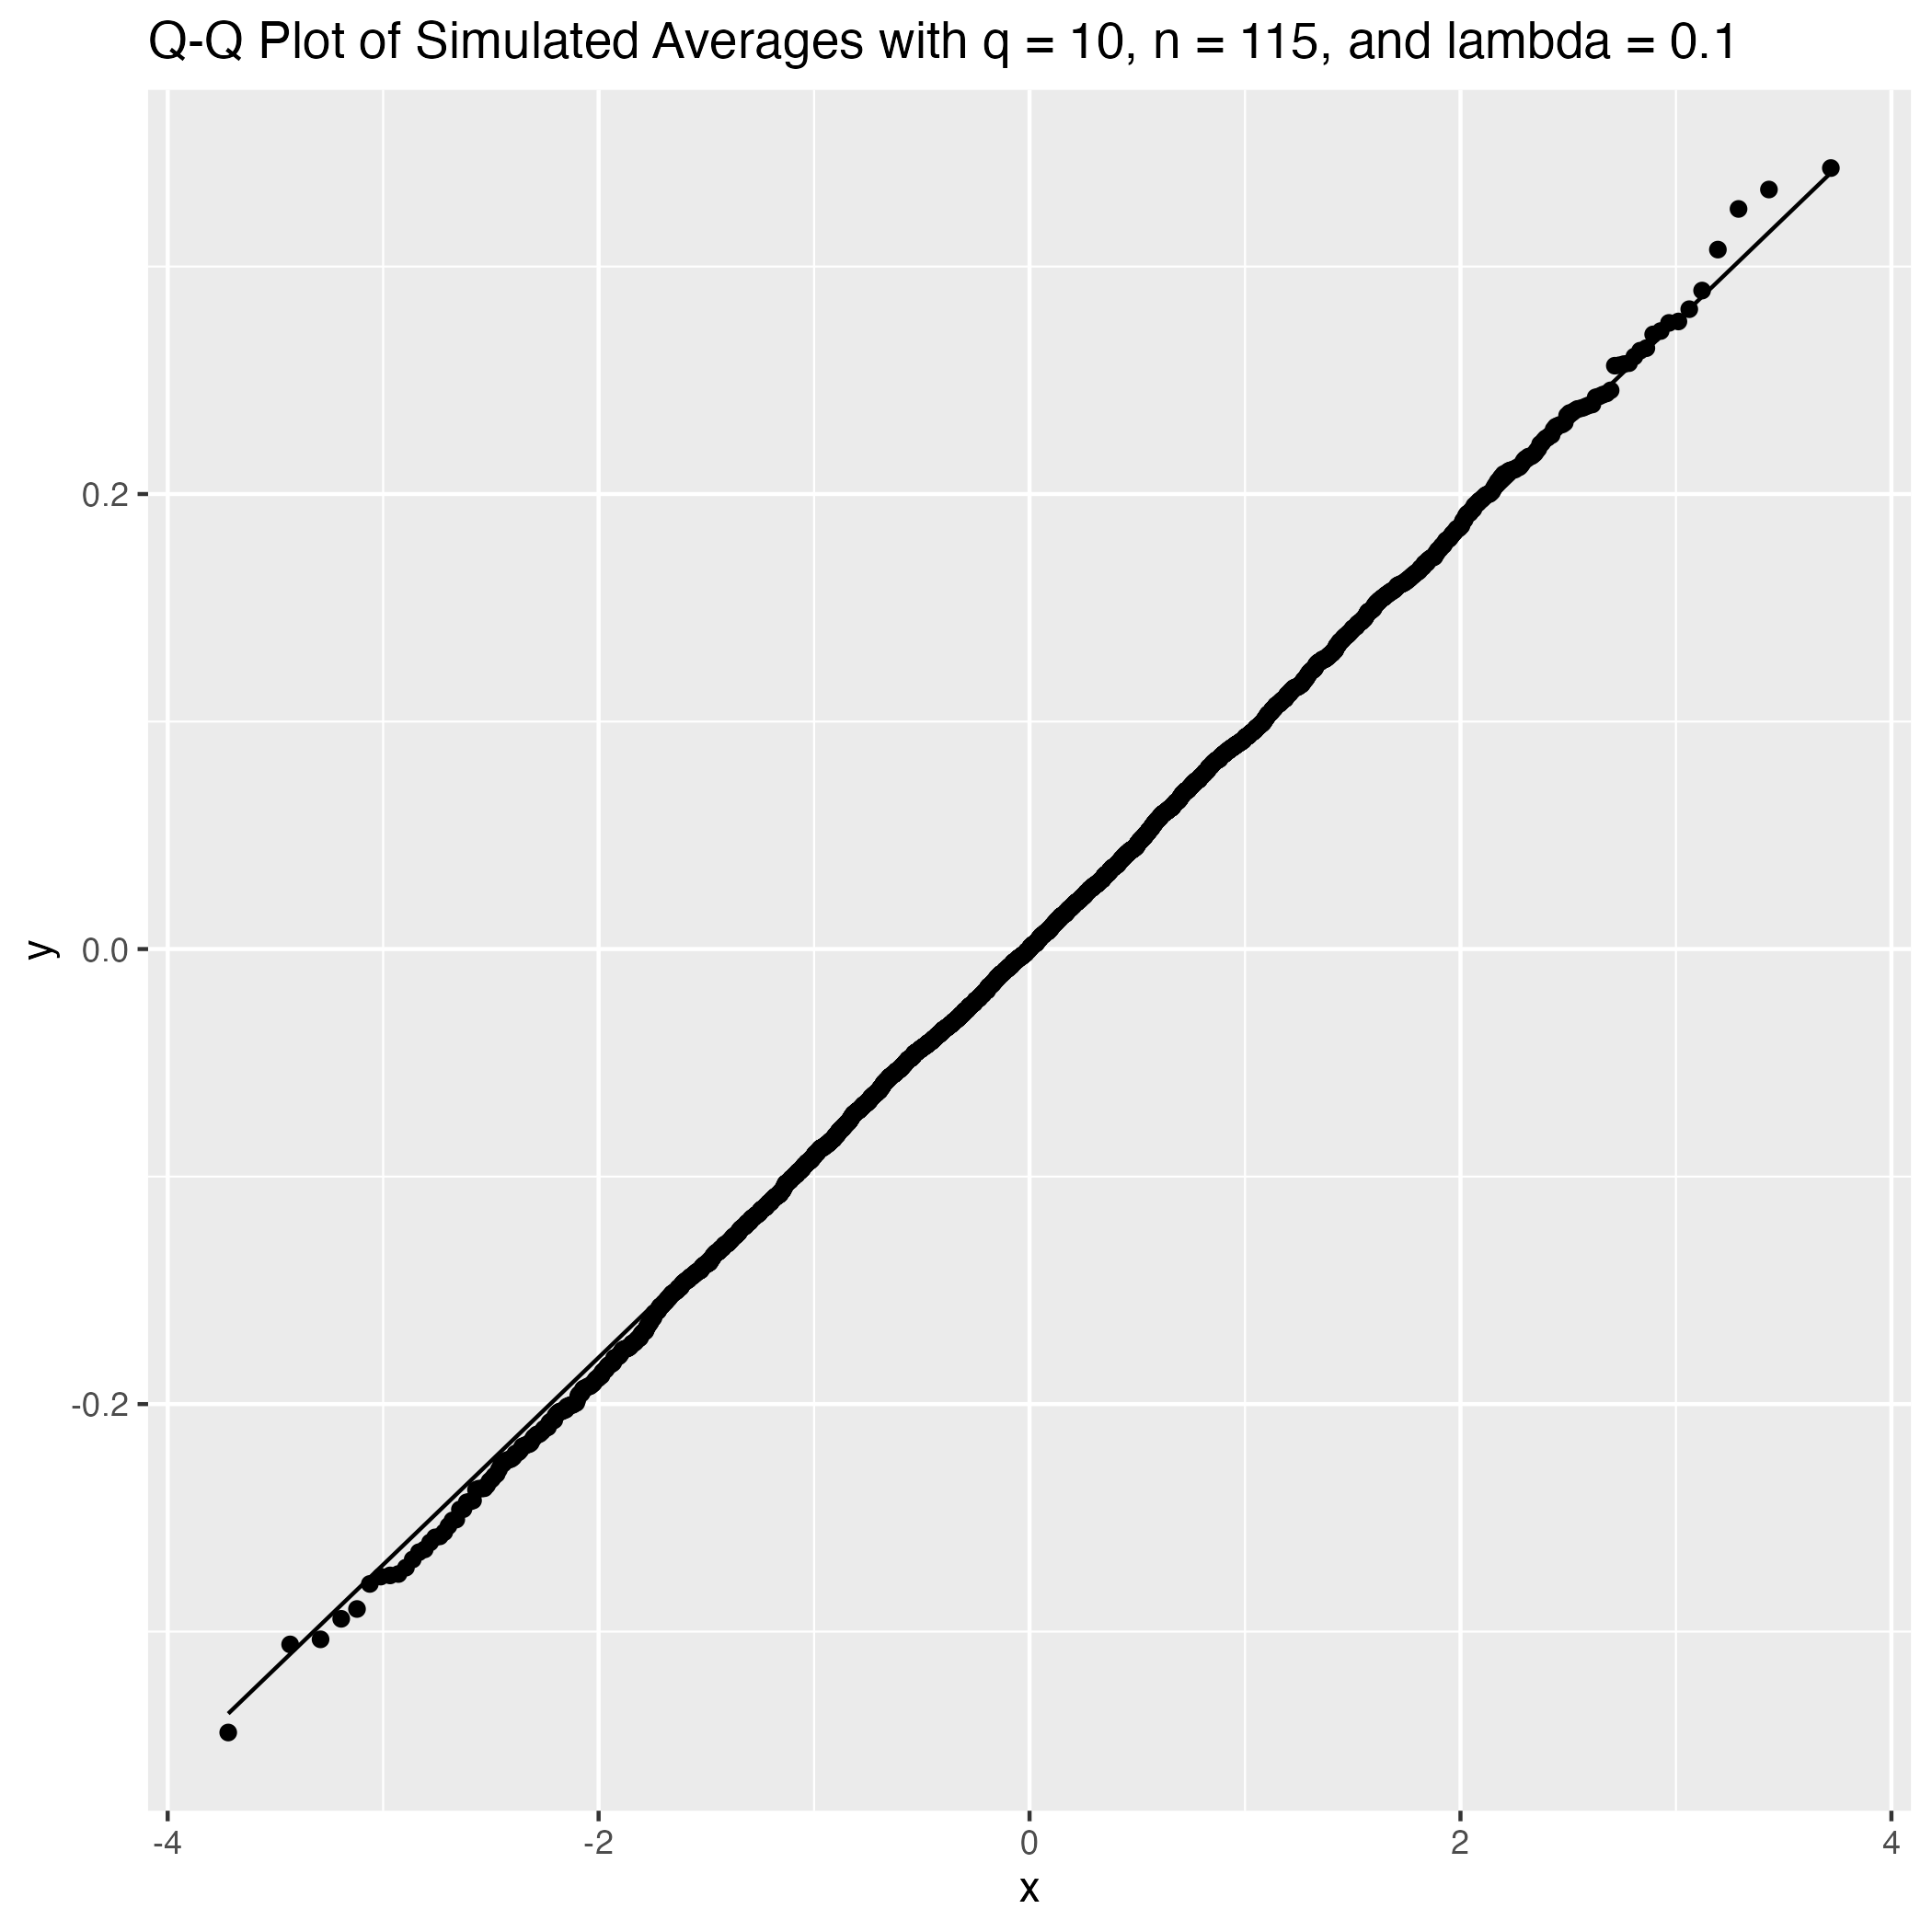 Q-Q Plot of Simulated Averages with q = 10, n = 115, and lambda = 0.1
y
0.2
0.0
-0.2
-4 -2 0 2 4
x